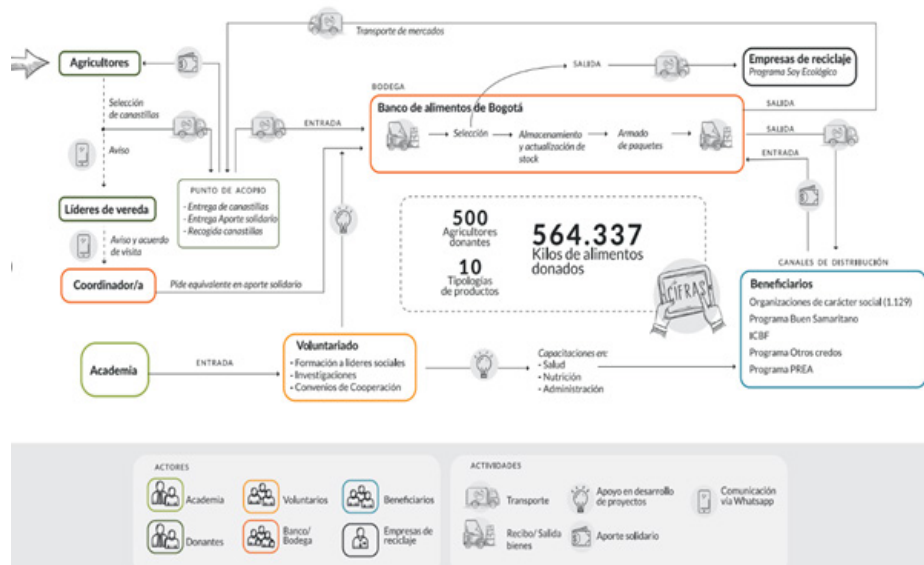 Transporte de mercados
Agricultores
SALIDA
Empresas de reciclaje
Programa Soy Ecológico
BODEGA
Selección
de canastillas
Banco de alimentos de Bogotá
SALIDA
ENTRADA
Selección
Almacenamiento
y actualización de
stock
Armado
de paquetes
SALIDA
Aviso
ENTRADA
PUNTO DE ACOPIO
- Entrega de canastillas
- Entrega Aporte solidario
- Recogida canastillas
Líderes de vereda
500
Agricultores
donantes
10
Tipologías
de productos
564.337
Kilos de alimentos
donados
CIFRAS
Aviso y acuerdo
de visita
CANALES DE DISTRIBUCIÓN
Coordinador/a
Pide equivalente en aporte solidario
Beneficiarios
Organizaciones de carácter social (1.129)
Programa Buen Samaritano
ICBF
Programa Otros credos
Programa PREA
Academia
ENTRADA
Voluntariado
- Formación a líderes sociales
- Investigaciones
- Convenios de Cooperación
Capacitaciones en:
- Salud
- Nutrición
- Administración
ACTORES
Academia
Voluntarios
Beneficiarios
Donantes
Banco/
Bodega
Empresas de
reciclaje
ACTIVIDADES
Transporte
Apoyo en desarrollo
de proyectos
Comunicación
vía Whatsapp
Recibo/ Salida
bienes
Aporte solidario